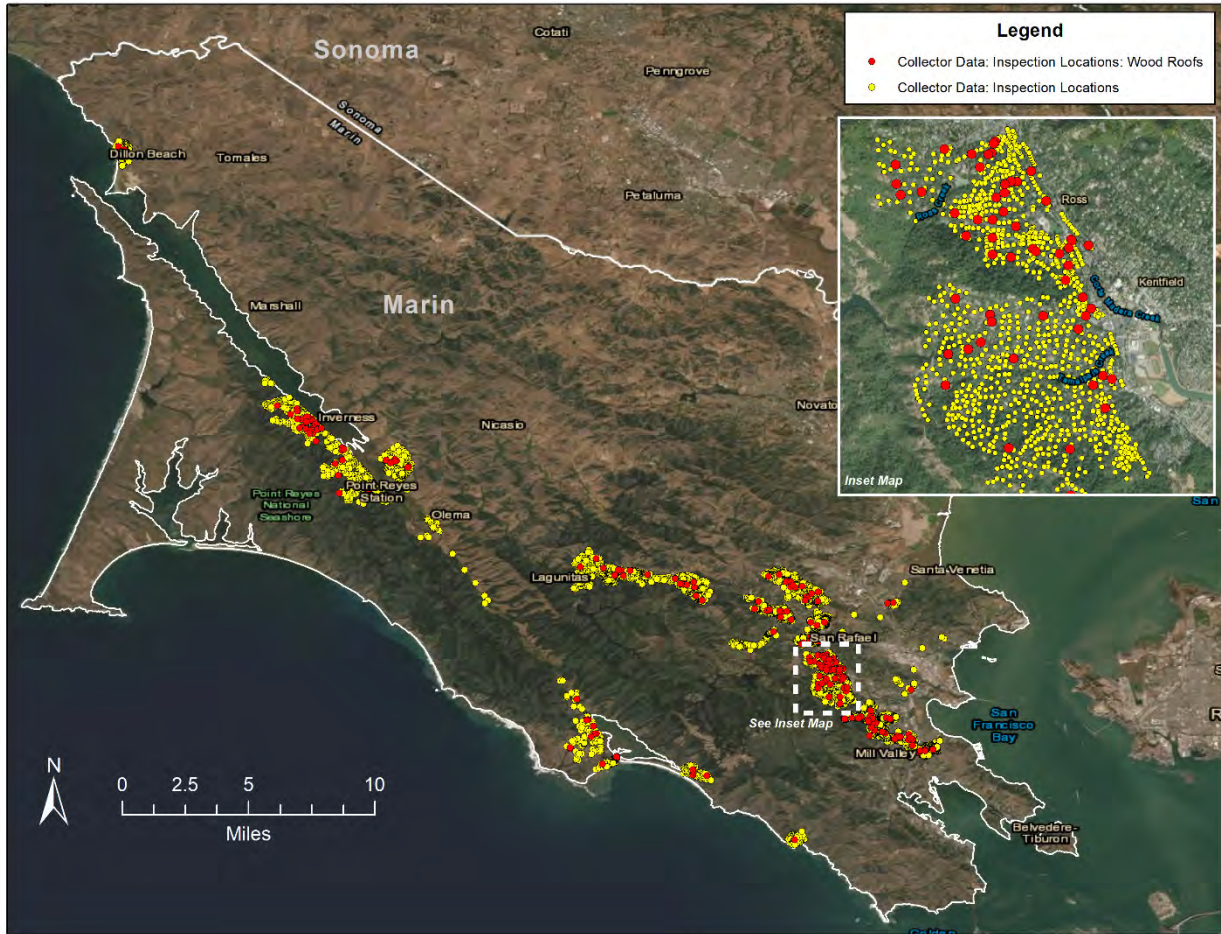 Sonoma
Cotati
Penngrove
Sonoma
Marin
Dillon Beach
Tomales
Petaluma
Marshall
Marin
Inverness
Nicasio
Novato
Point Reyes
Station
Point Reyes
National
Seashore
Olema
Lagunitas
Santa Venetia
San Rafael
See Inset Map
San
Francisco
Bay
Mill Valley
Belvedere-
Tiburon
N
0 2.5 5 10
Miles
Legend
Collector Data: Inspection Locations: Wood Roofs
Collector Data: Inspection Locations
Ross Creek
Ross
Kentfield
Corte Madera Creek
Inset Map
San